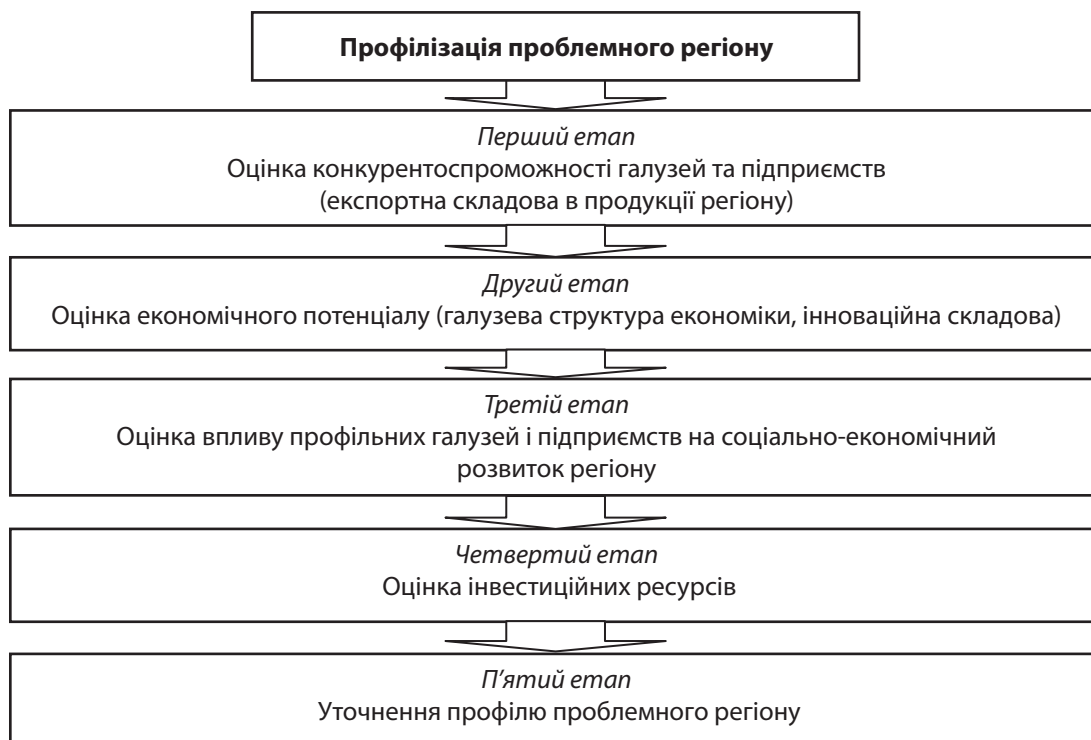 Профілізація проблемного регіону
Перший етап
Оцінка конкурентоспроможності галузей та підприємств
(експортна складова в продукції регіону)
Другий етап
Оцінка економічного потенціалу (галузева структура економіки, інноваційна складова)
Третій етап
Оцінка впливу профільних галузей і підприємств на соціально-економічний
розвиток регіону
Четвертий етап
Оцінка інвестиційних ресурсів
П’ятий етап
Уточнення профілю проблемного регіону